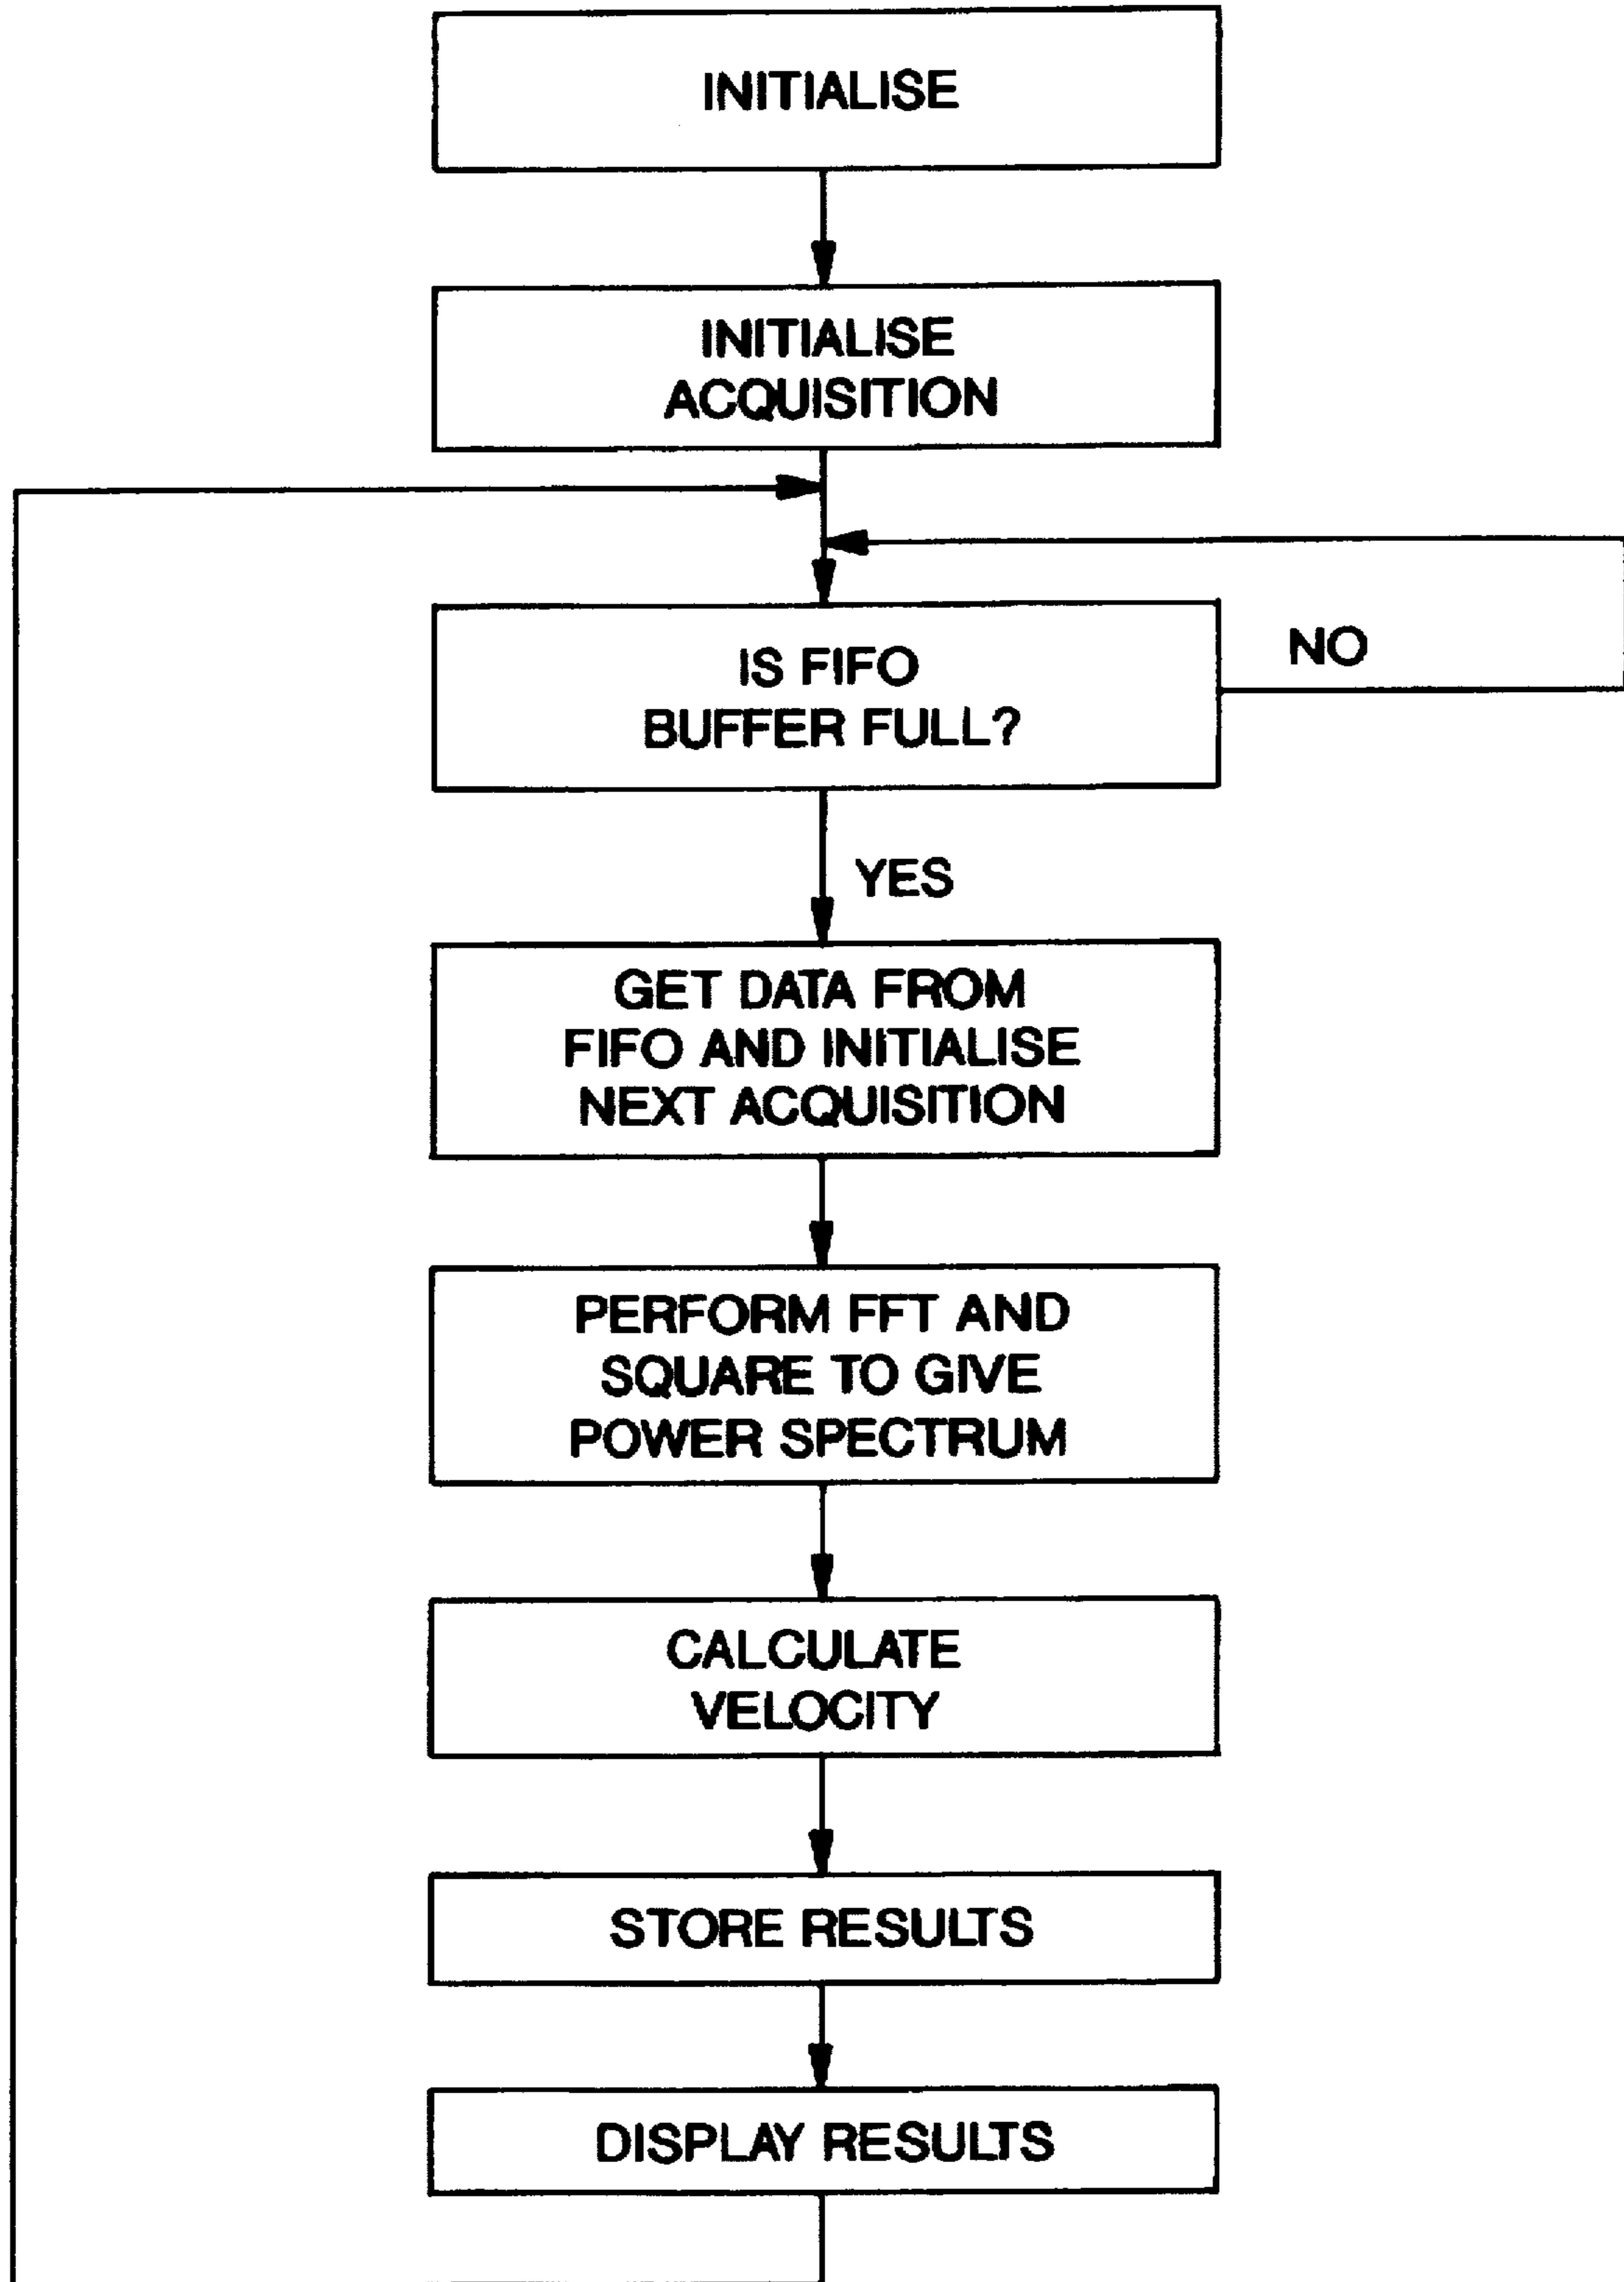 INITIALISE
INITIALISE
ACQUISITION
IS FIFO
BUFFER FULL?
NO
YES
GET DATA FROM
FIFO AND INITIALISE
NEXT ACQUISITION
PERFORM FFT AND
SQUARE TO GIVE
POWER SPECTRUM
CALCULATE
VELOCITY
STORE RESULTS
DISPLAY RESULTS